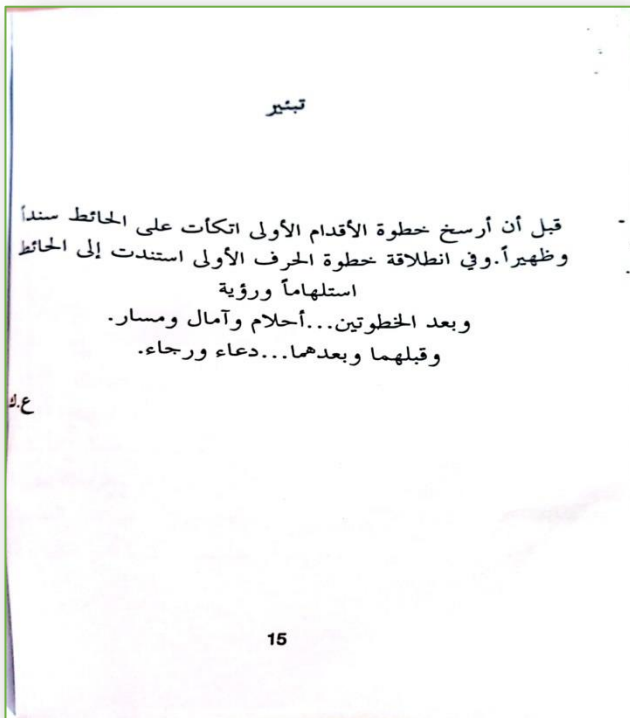 تبئير
قبل أن أرسخ خطوة الأقدام الأولى اتكأت على الحائط سنداً
وظهيراً.وفي انطلاقة خطوة الحرف الأولى استندت إلى الحائط
استلهاماً ورؤية
وبعد الخطوتين...أحلام وآمال ومسار.
وقبلهما وبعدهما...دعاء ورجاء.
ع.ك
15